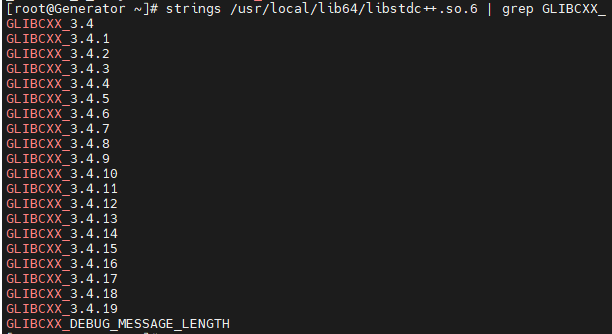 [root@Generator ~]# strings /usr/local/lib64/libstdc++.so.6 | grep GLIBCXX_
GLIBCXX_3.4
GLIBCXX_3.4.1
GLIBCXX_3.4.2
GLIBCXX_3.4.3
GLIBCXX_3.4.4
GLIBCXX_3.4.5
GLIBCXX_3.4.6
GLIBCXX_3.4.7
GLIBCXX_3.4.8
GLIBCXX_3.4.9
GLIBCXX_3.4.10
GLIBCXX_3.4.11
GLIBCXX_3.4.12
GLIBCXX_3.4.13
GLIBCXX_3.4.14
GLIBCXX_3.4.15
GLIBCXX_3.4.16
GLIBCXX_3.4.17
GLIBCXX_3.4.18
GLIBCXX_3.4.19
GLIBCXX_DEBUG_MESSAGE_LENGTH